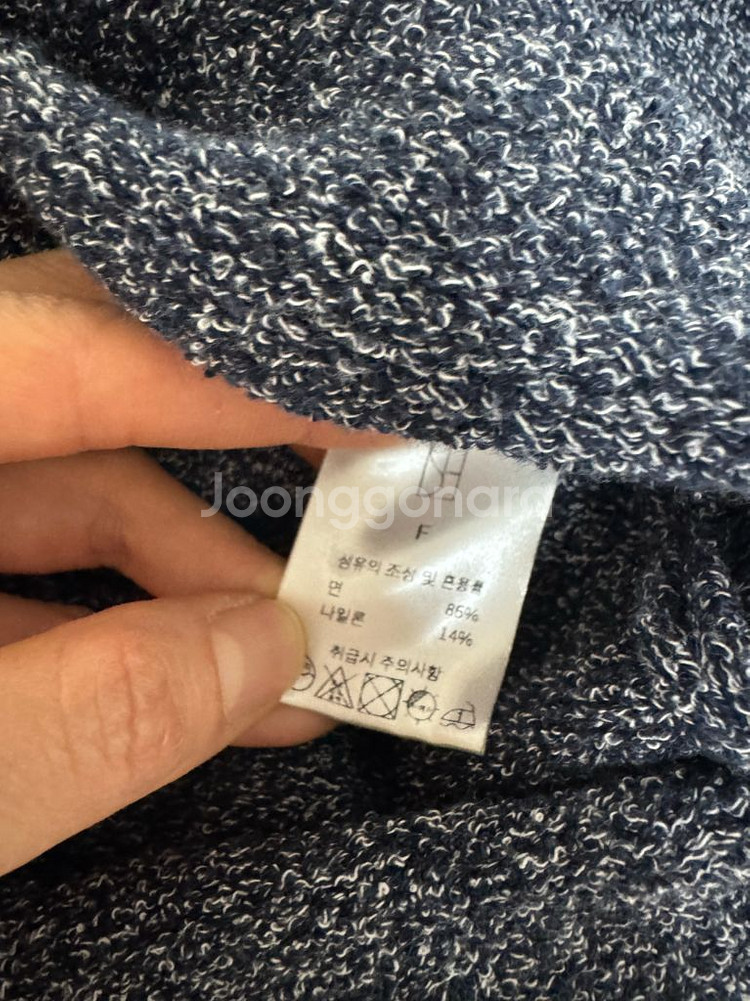 Joonggonara
F
섬유의 조성 및 혼용률
면 86%
나일론 14%
취급시 주의사항